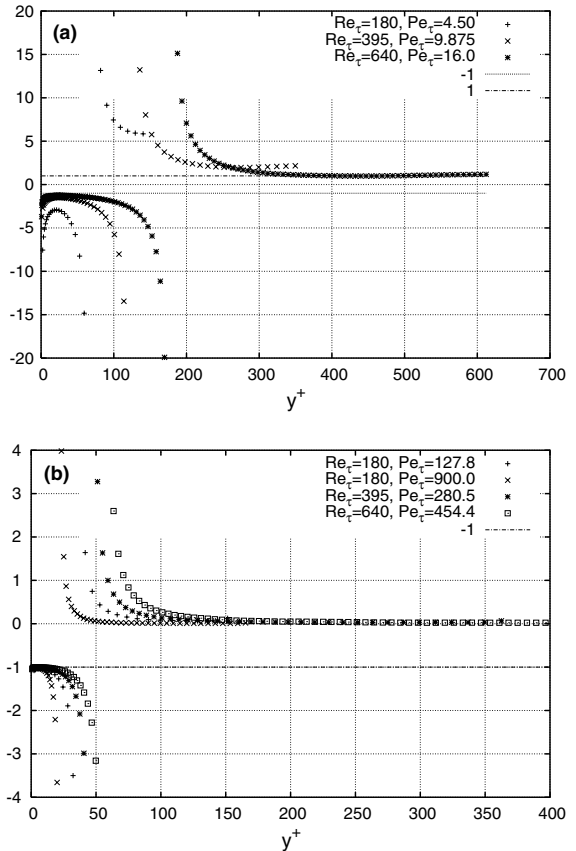 (a)
Re_τ=180, Pe_τ=4.50
Re_τ=395, Pe_τ=9.875
Re_τ=640, Pe_τ=16.0
-1
1
20
15
10
5
0
-5
-10
-15
-20
0 100 200 300 400 500 600 700
y^+
(b)
Re_τ=180, Pe_τ=127.8
Re_τ=180, Pe_τ=900.0
Re_τ=395, Pe_τ=280.5
Re_τ=640, Pe_τ=454.4
-1
4
3
2
1
0
-1
-2
-3
-4
0 50 100 150 200 250 300 350 400
y^+